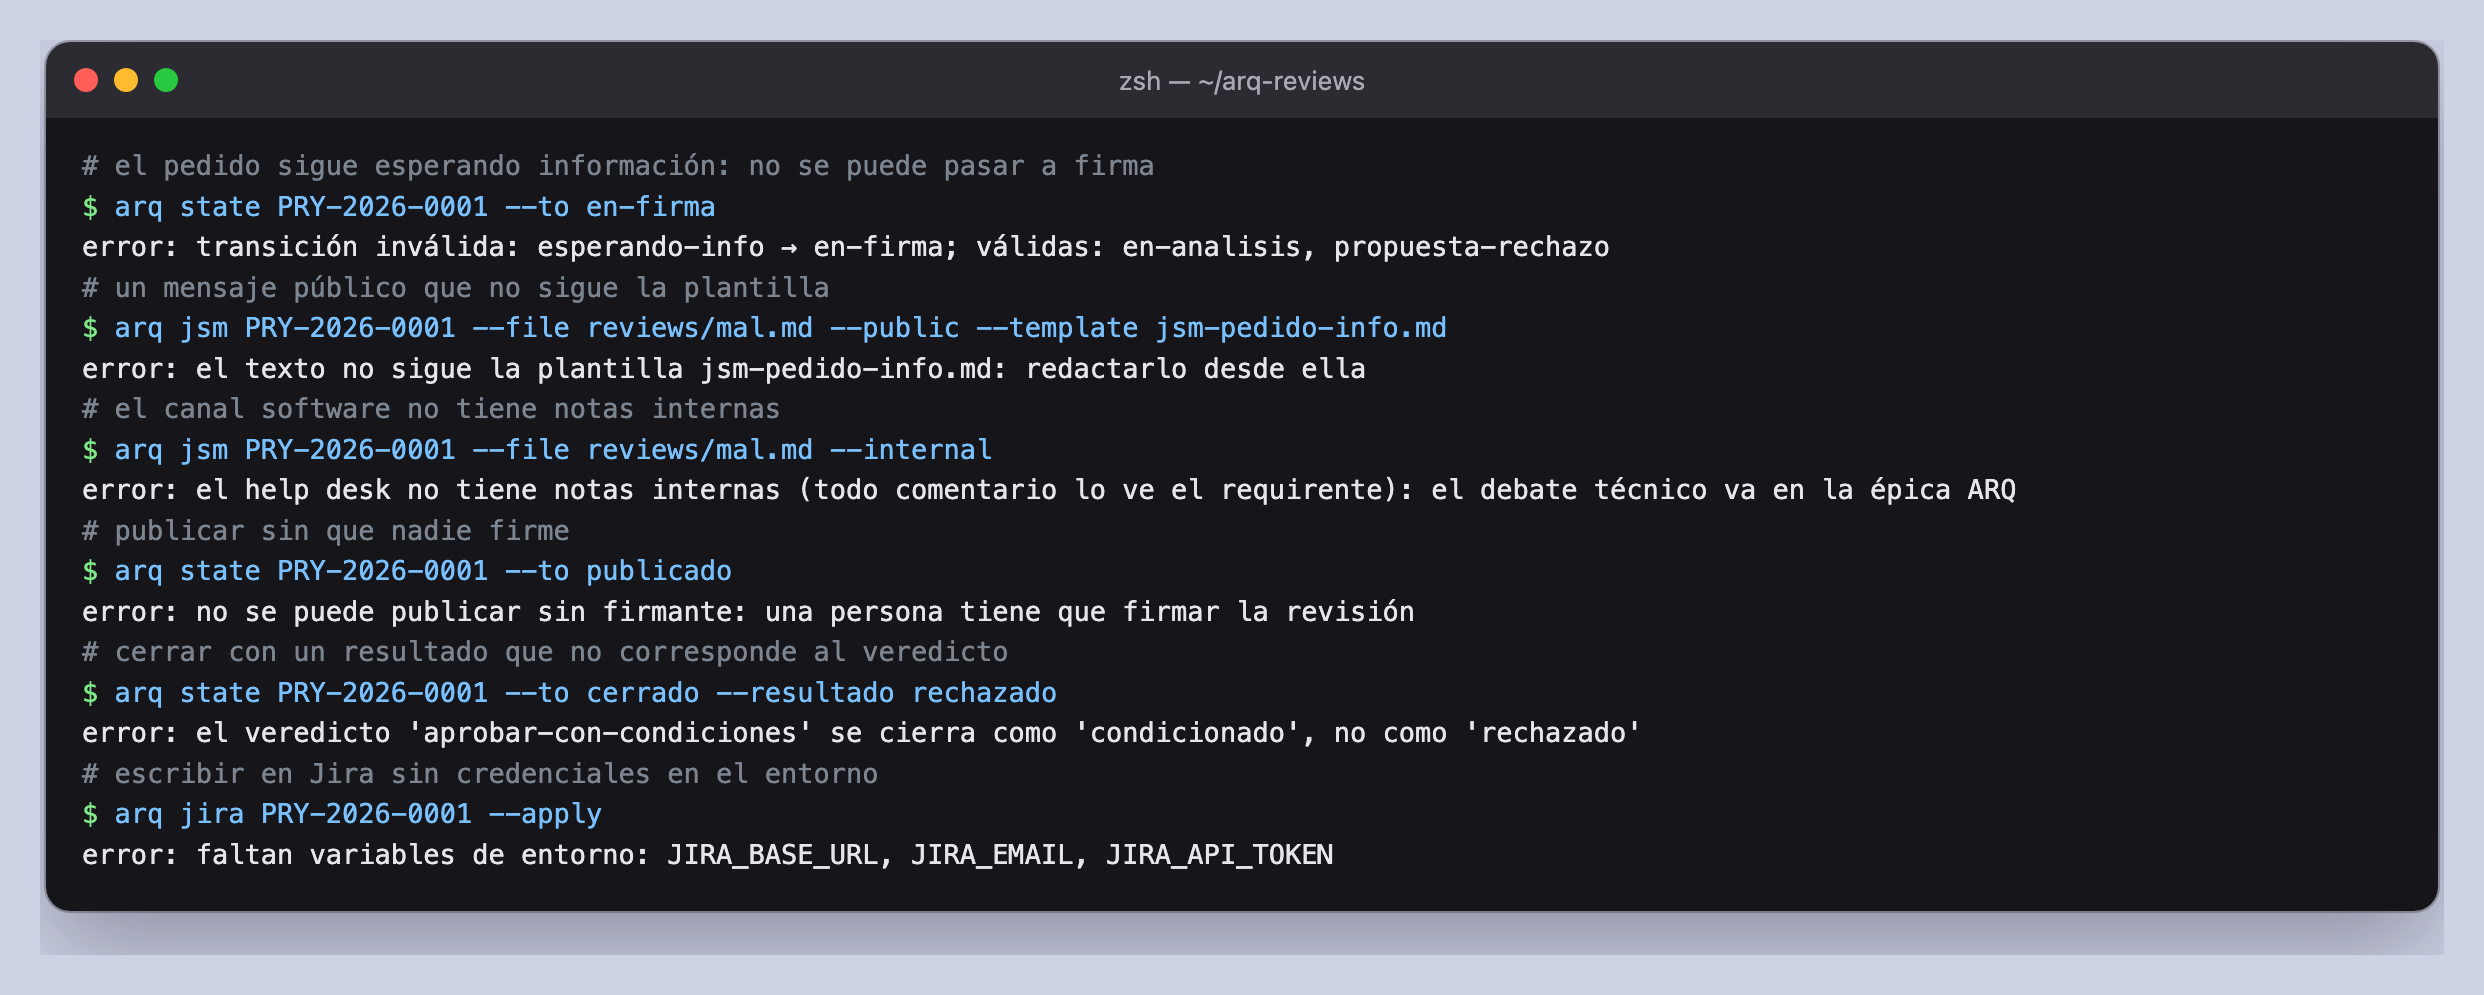 zsh — ~/arq-reviews
# el pedido sigue esperando información: no se puede pasar a firma
$ arq state PRY-2026-0001 --to en-firma
error: transición inválida: esperando-info → en-firma; válidas: en-analisis, propuesta-rechazo
# un mensaje público que no sigue la plantilla
$ arq jsm PRY-2026-0001 --file reviews/mal.md --public --template jsm-pedido-info.md
error: el texto no sigue la plantilla jsm-pedido-info.md: redactarlo desde ella
# el canal software no tiene notas internas
$ arq jsm PRY-2026-0001 --file reviews/mal.md --internal
error: el help desk no tiene notas internas (todo comentario lo ve el requirente): el debate técnico va en la épica ARQ
# publicar sin que nadie firme
$ arq state PRY-2026-0001 --to publicado
error: no se puede publicar sin firmante: una persona tiene que firmar la revisión
# cerrar con un resultado que no corresponde al veredicto
$ arq state PRY-2026-0001 --to cerrado --resultado rechazado
error: el veredicto 'aprobar-con-condiciones' se cierra como 'condicionado', no como 'rechazado'
# escribir en Jira sin credenciales en el entorno
$ arq jira PRY-2026-0001 --apply
error: faltan variables de entorno: JIRA_BASE_URL, JIRA_EMAIL, JIRA_API_TOKEN